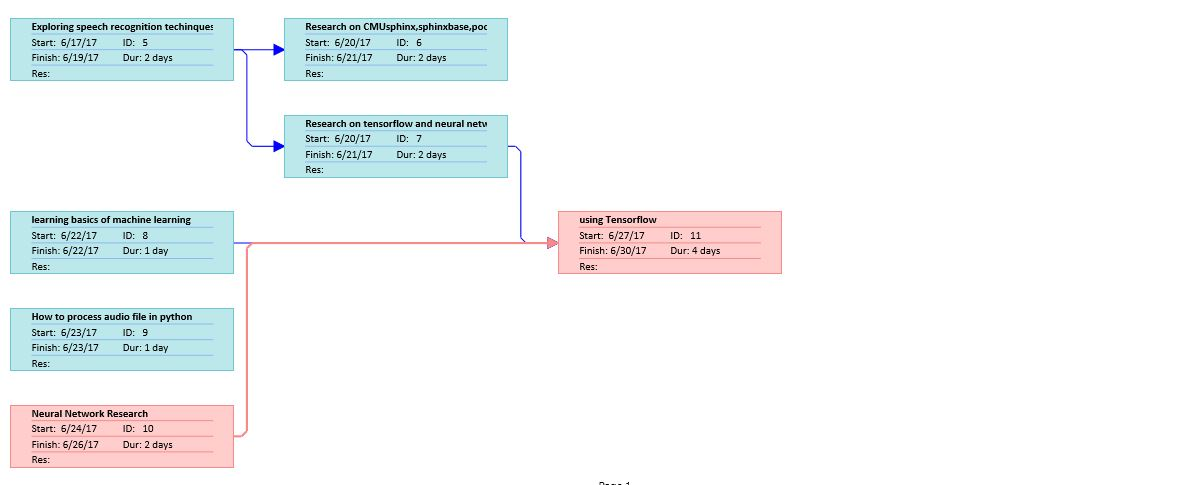 Exploring speech recognition techinques
Start: 6/17/17 ID: 5
Finish: 6/19/17 Dur: 2 days
Res:
Research on CMUsphinx,sphinxbase,poc
Start: 6/20/17 ID: 6
Finish: 6/21/17 Dur: 2 days
Res:
Research on tensorflow and neural netw
Start: 6/20/17 ID: 7
Finish: 6/21/17 Dur: 2 days
Res:
learning basics of machine learning
Start: 6/22/17 ID: 8
Finish: 6/22/17 Dur: 1 day
Res:
using Tensorflow
Start: 6/27/17 ID: 11
Finish: 6/30/17 Dur: 4 days
Res:
How to process audio file in python
Start: 6/23/17 ID: 9
Finish: 6/23/17 Dur: 1 day
Res:
Neural Network Research
Start: 6/24/17 ID: 10
Finish: 6/26/17 Dur: 2 days
Res:
Page 1